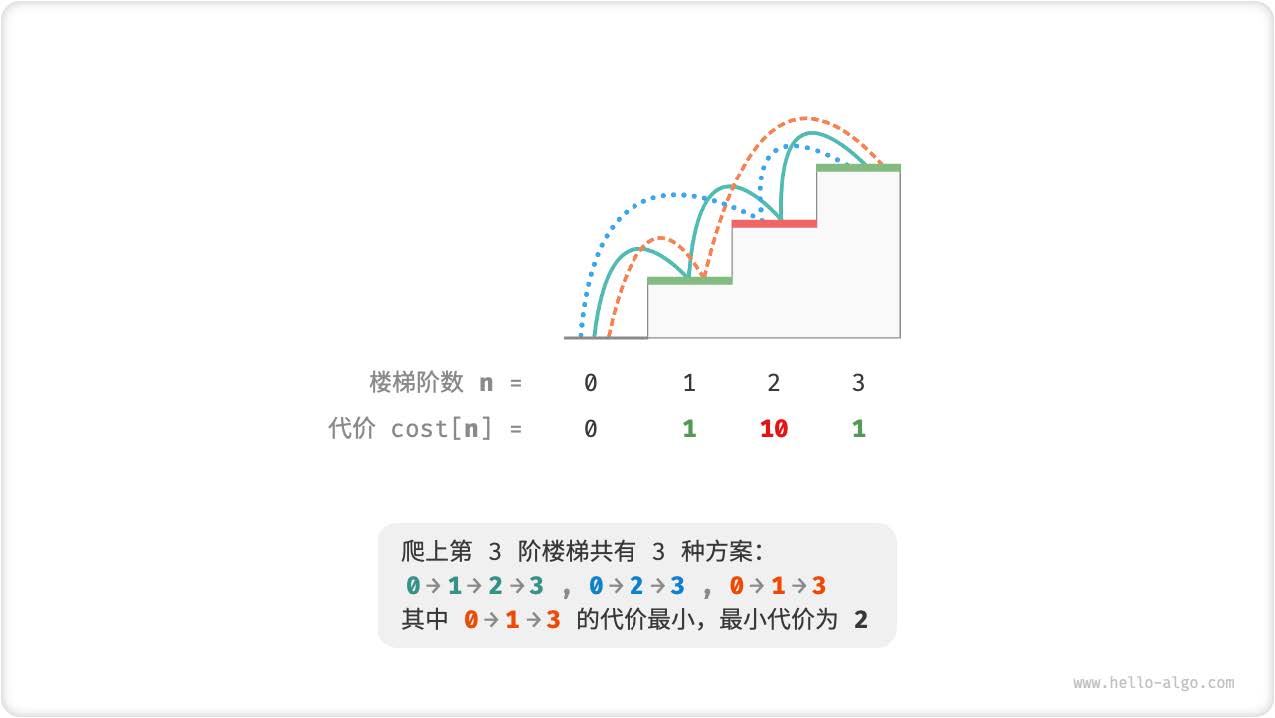 楼梯阶数 n = 0 1 2 3
代价 cost[n] = 0 1 10 1
爬上第 3 阶楼梯共有 3 种方案：
0→1→2→3 , 0→2→3 , 0→1→3
其中 0→1→3 的代价最小，最小代价为 2
www.hello-algo.com